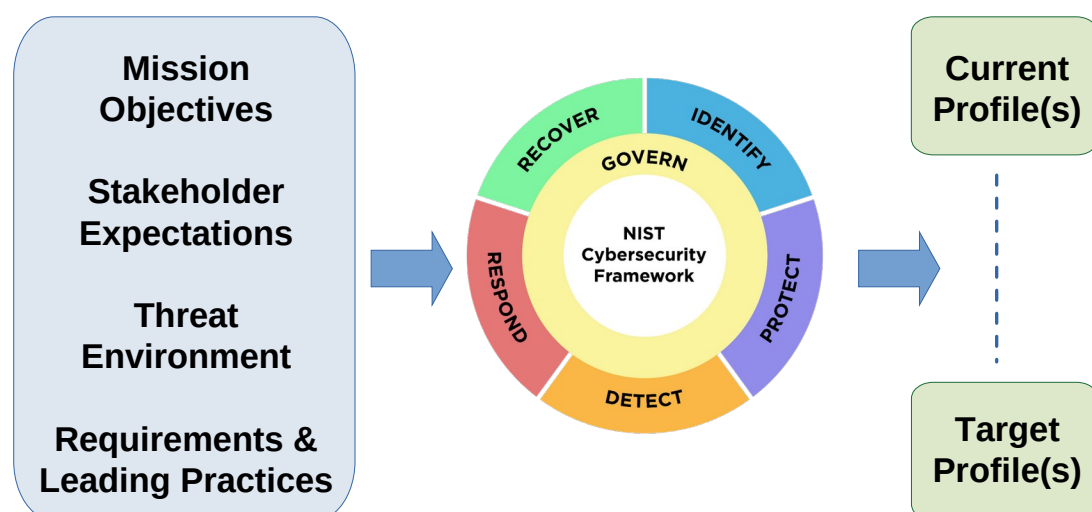 Mission
Objectives
Stakeholder
Expectations
Threat
Environment
Requirements &
Leading Practices
RECOVER
IDENTIFY
GOVERN
NIST
Cybersecurity
Framework
RESPOND
PROTECT
DETECT
Current
Profile(s)
Target
Profile(s)